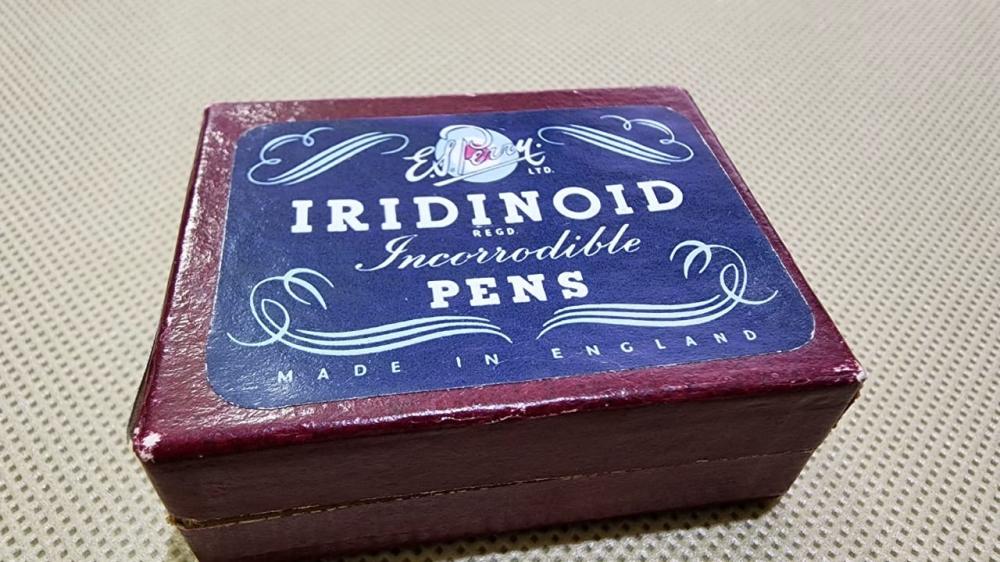 E.S. Perry.
LTD.
IRIDINOID
REGD.
Incorrodible
PENS
MADE IN ENGLAND